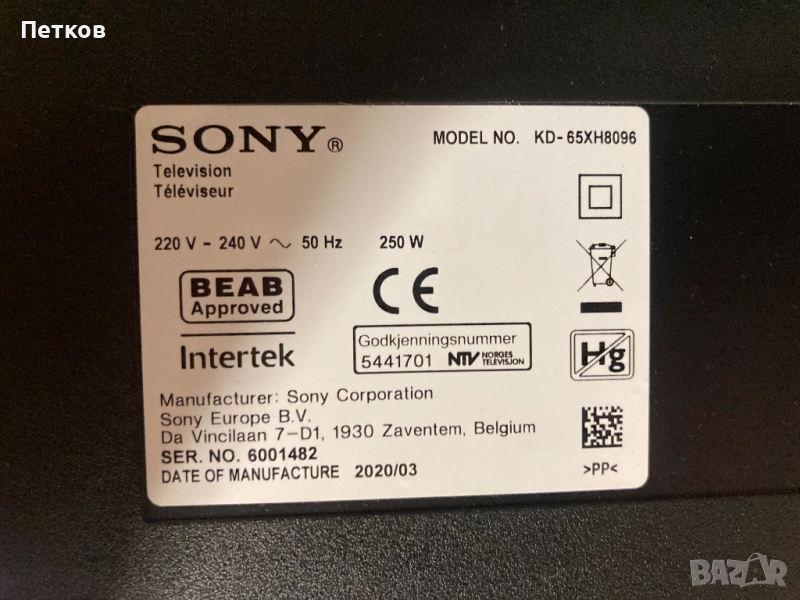 Петков
SONY®
MODEL NO. KD-65XH8096
Television
Téléviseur
220 V - 240 V ~ 50 Hz 250 W
BEAB
Approved
CE
Intertek
Godkjenningsnummer
5441701 NTV NORGES TELEVISJON
Hg
Manufacturer: Sony Corporation
Sony Europe B.V.
Da Vincilaan 7-D1, 1930 Zaventem, Belgium
SER. NO. 6001482
DATE OF MANUFACTURE 2020/03
>PP<
BAZAR